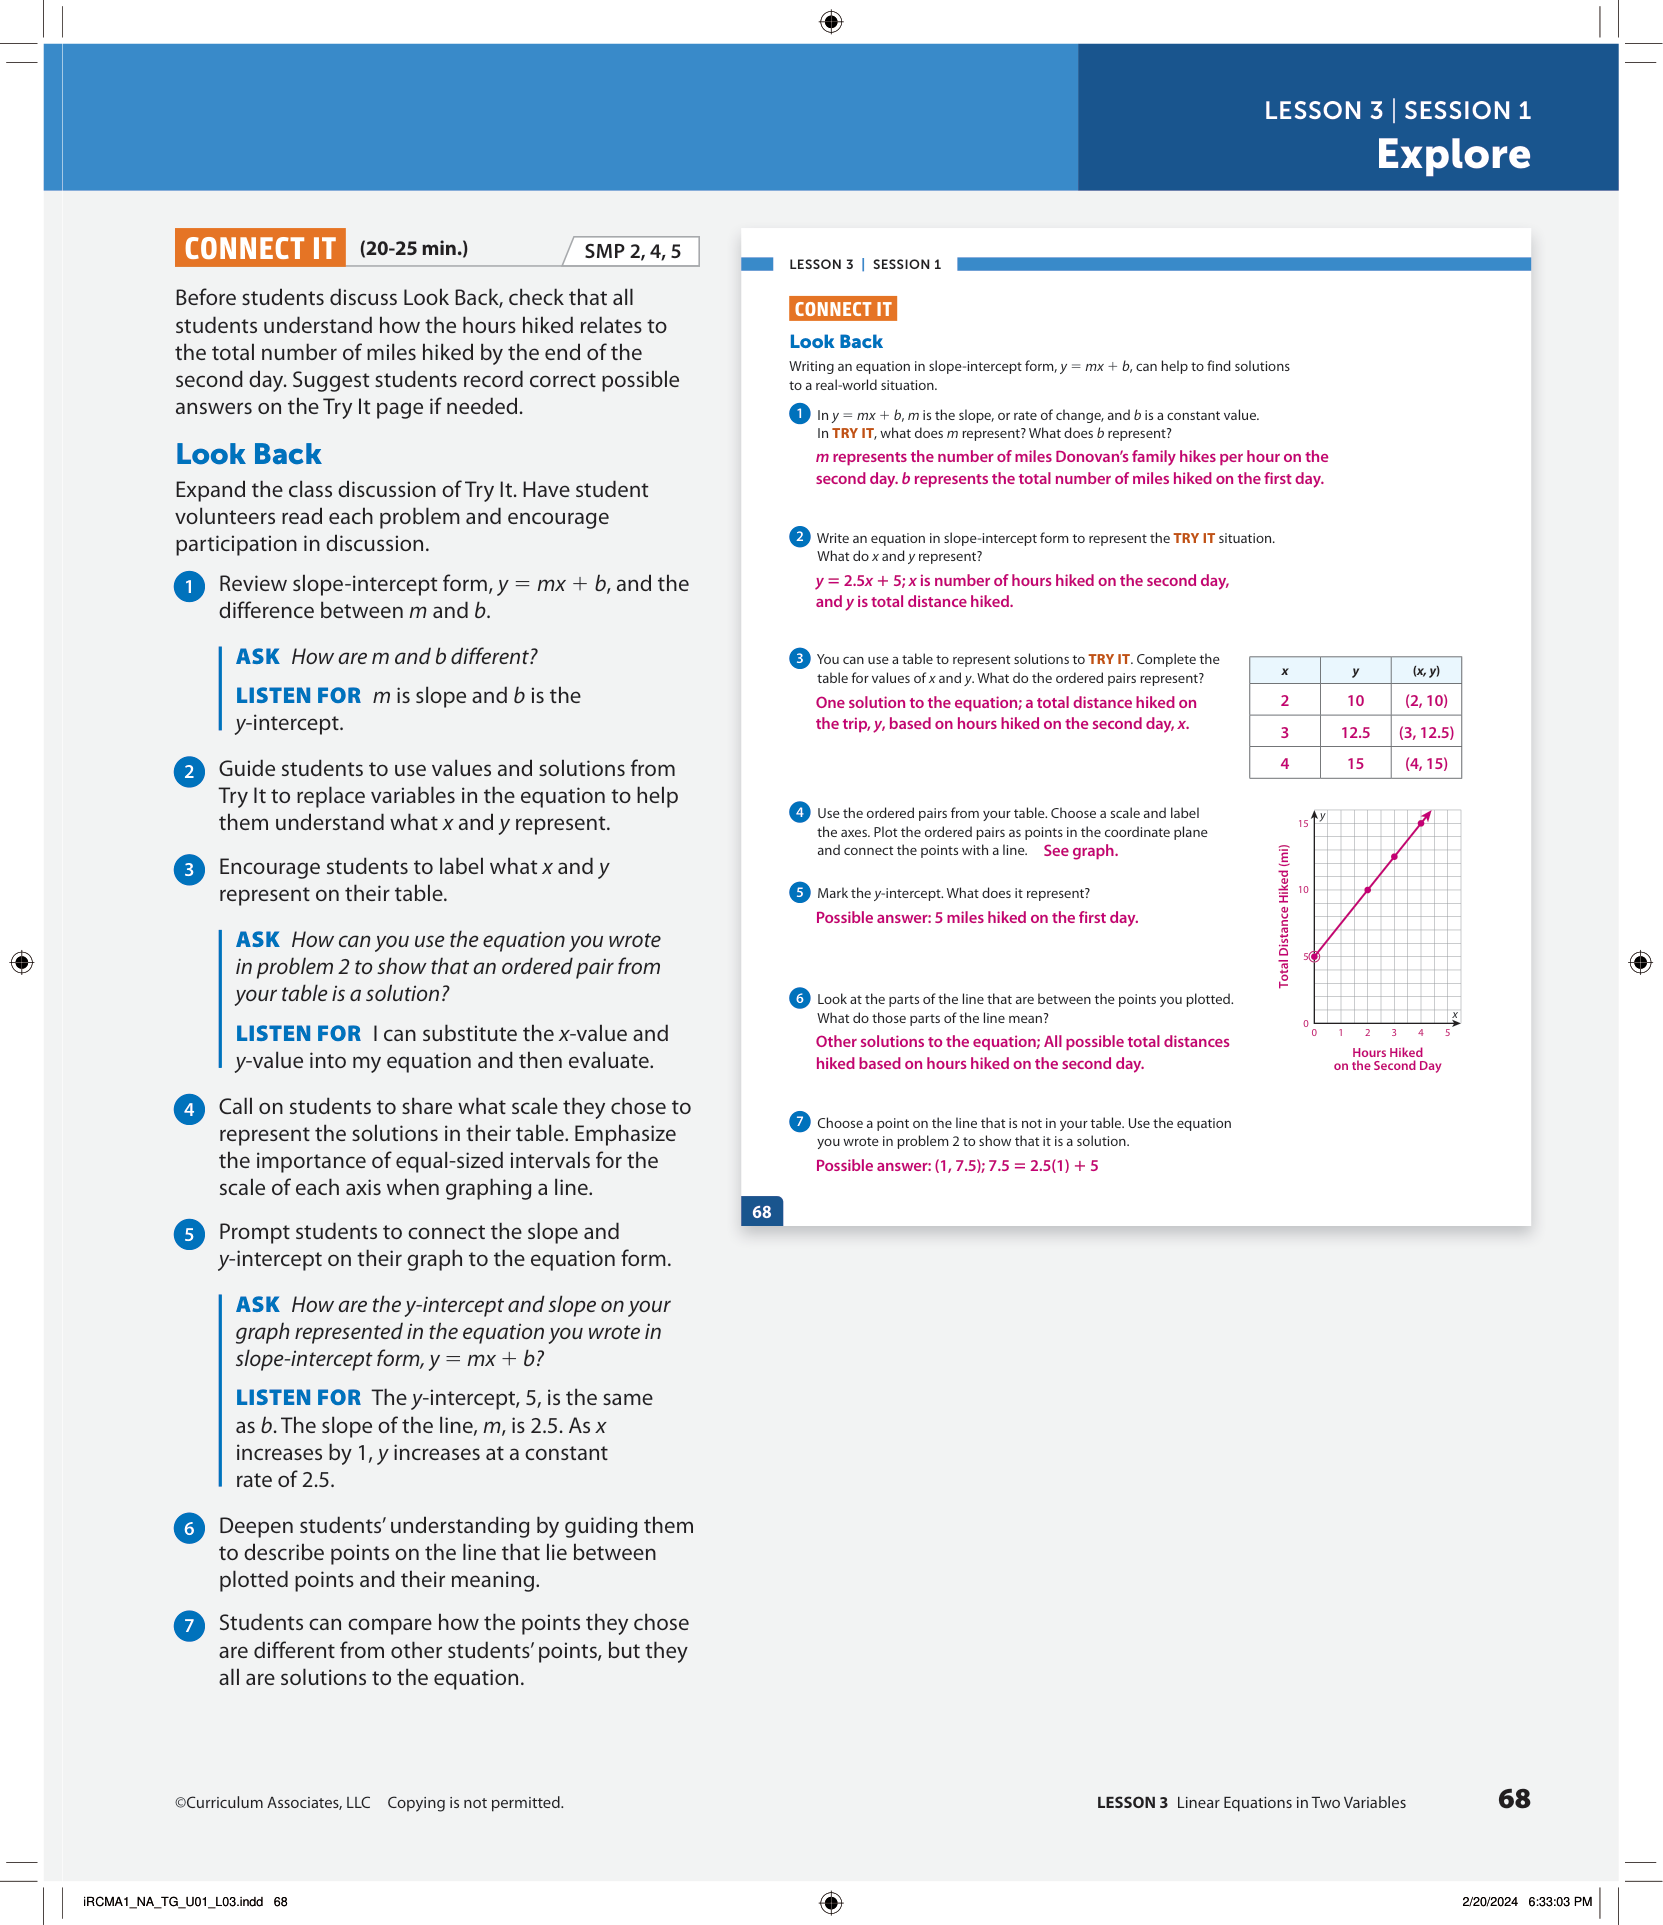 LESSON 3 | SESSION 1
Explore
CONNECT IT (20-25 min.) SMP 2, 4, 5
Before students discuss Look Back, check that all
students understand how the hours hiked relates to
the total number of miles hiked by the end of the
second day. Suggest students record correct possible
answers on the Try It page if needed.
Look Back
Expand the class discussion of Try It. Have student
volunteers read each problem and encourage
participation in discussion.
1 Review slope-intercept form, y = mx + b, and the
difference between m and b.
ASK How are m and b different?
LISTEN FOR m is slope and b is the
y-intercept.
2 Guide students to use values and solutions from
Try It to replace variables in the equation to help
them understand what x and y represent.
3 Encourage students to label what x and y
represent on their table.
ASK How can you use the equation you wrote
in problem 2 to show that an ordered pair from
your table is a solution?
LISTEN FOR I can substitute the x-value and
y-value into my equation and then evaluate.
4 Call on students to share what scale they chose to
represent the solutions in their table. Emphasize
the importance of equal-sized intervals for the
scale of each axis when graphing a line.
5 Prompt students to connect the slope and
y-intercept on their graph to the equation form.
ASK How are the y-intercept and slope on your
graph represented in the equation you wrote in
slope-intercept form, y = mx + b?
LISTEN FOR The y-intercept, 5, is the same
as b. The slope of the line, m, is 2.5. As x
increases by 1, y increases at a constant
rate of 2.5.
6 Deepen students' understanding by guiding them
to describe points on the line that lie between
plotted points and their meaning.
7 Students can compare how the points they chose
are different from other students' points, but they
all are solutions to the equation.
LESSON 3 | SESSION 1
CONNECT IT
Look Back
Writing an equation in slope-intercept form, y = mx + b, can help to find solutions
to a real-world situation.
1 In y = mx + b, m is the slope, or rate of change, and b is a constant value.
In TRY IT, what does m represent? What does b represent?
m represents the number of miles Donovan's family hikes per hour on the
second day. b represents the total number of miles hiked on the first day.
2 Write an equation in slope-intercept form to represent the TRY IT situation.
What do x and y represent?
y = 2.5x + 5; x is number of hours hiked on the second day,
and y is total distance hiked.
3 You can use a table to represent solutions to TRY IT. Complete the
table for values of x and y. What do the ordered pairs represent?
One solution to the equation; a total distance hiked on
the trip, y, based on hours hiked on the second day, x.
x y (x, y)
2 10 (2, 10)
3 12.5 (3, 12.5)
4 15 (4, 15)
4 Use the ordered pairs from your table. Choose a scale and label
the axes. Plot the ordered pairs as points in the coordinate plane
and connect the points with a line. See graph.
5 Mark the y-intercept. What does it represent?
Possible answer: 5 miles hiked on the first day.
6 Look at the parts of the line that are between the points you plotted.
What do those parts of the line mean?
Other solutions to the equation; All possible total distances
hiked based on hours hiked on the second day.
7 Choose a point on the line that is not in your table. Use the equation
you wrote in problem 2 to show that it is a solution.
Possible answer: (1, 7.5); 7.5 = 2.5(1) + 5
Total Distance Hiked (mi)
y
15
10
5
0
x
0 1 2 3 4 5
Hours Hiked
on the Second Day
68
©Curriculum Associates, LLC Copying is not permitted.
LESSON 3 Linear Equations in Two Variables 68
iRCMA1_NA_TG_U01_L03.indd 68
2/20/2024 6:33:03 PM